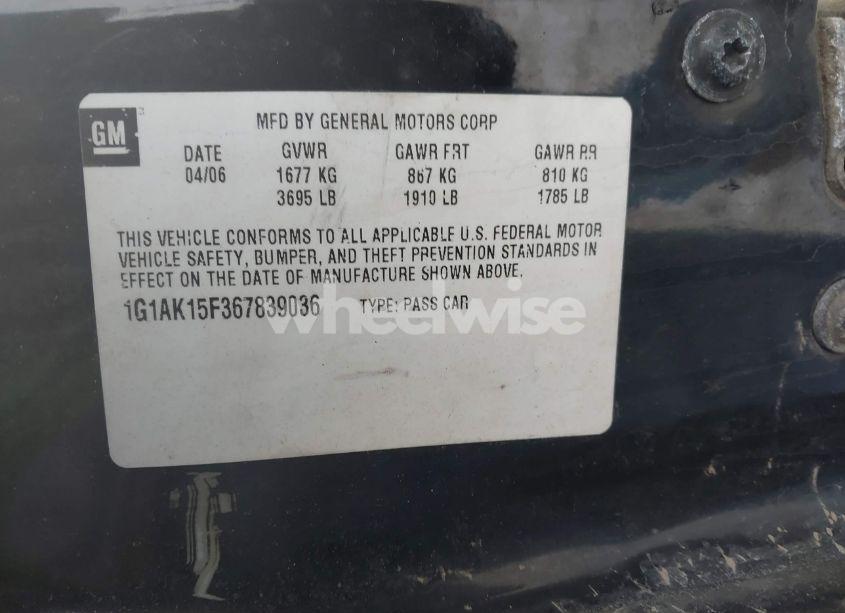 GM
MFD BY GENERAL MOTORS CORP
DATE GVWR GAWR FRT GAWR RR
04/06 1677 KG 867 KG 810 KG
3695 LB 1910 LB 1785 LB
THIS VEHICLE CONFORMS TO ALL APPLICABLE U.S. FEDERAL MOTOR
VEHICLE SAFETY, BUMPER, AND THEFT PREVENTION STANDARDS IN
EFFECT ON THE DATE OF MANUFACTURE SHOWN ABOVE.
1G1AK15F367839036 TYPE: PASS CAR
wheelwise